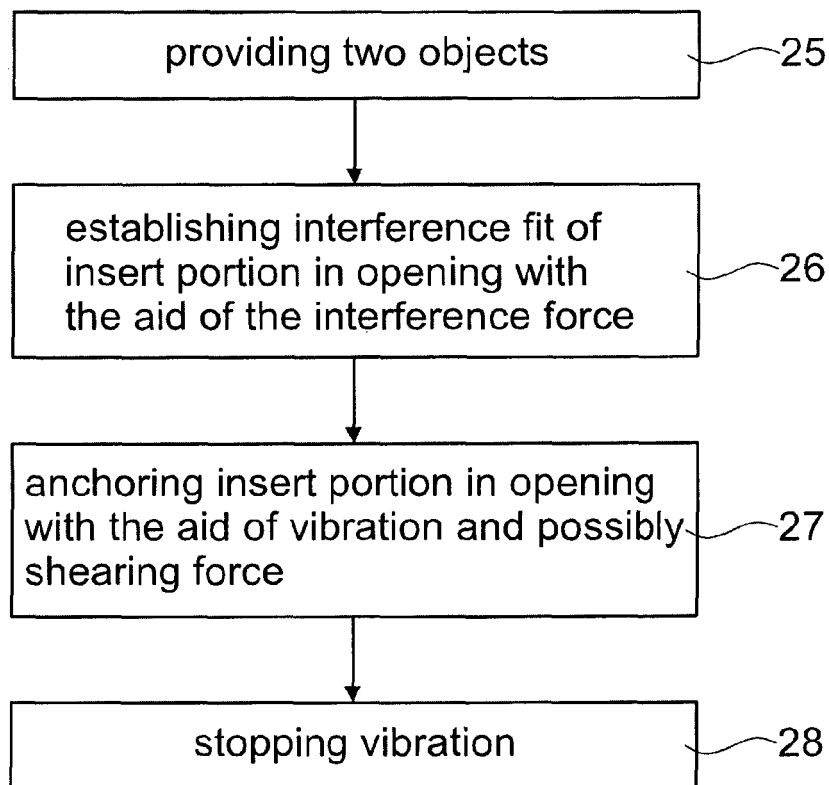 providing two objects
25
establishing interference fit of
insert portion in opening with
the aid of the interference force
26
anchoring insert portion in opening
with the aid of vibration and possibly
shearing force
27
stopping vibration
28